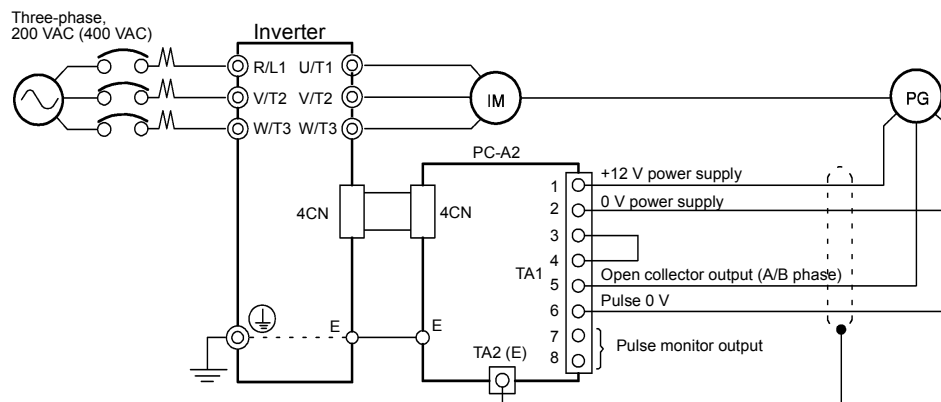 Three-phase,
200 VAC (400 VAC)
Inverter
R/L1 U/T1
V/T2 V/T2
W/T3 W/T3
IM
PG
PC-A2
4CN
4CN
TA1
1 +12 V power supply
2 0 V power supply
3
4
5 Open collector output (A/B phase)
6 Pulse 0 V
7
8
Pulse monitor output
E
E
TA2 (E)